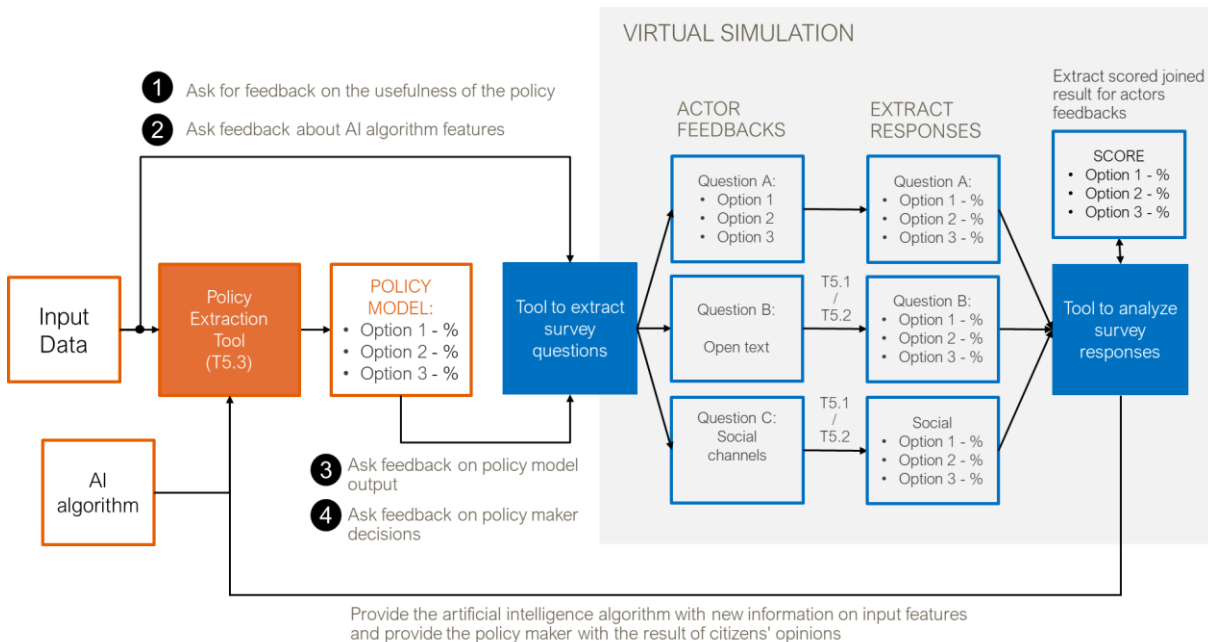 VIRTUAL SIMULATION
1 Ask for feedback on the usefulness of the policy
2 Ask feedback about AI algorithm features
ACTOR
FEEDBACKS
EXTRACT
RESPONSES
Extract scored joined
result for actors
feedbacks
SCORE
• Option 1 - %
• Option 2 - %
• Option 3 - %
Question A:
• Option 1
• Option 2
• Option 3
Question A:
• Option 1 - %
• Option 2 - %
• Option 3 - %
Input
Data
Policy
Extraction
Tool
(T5.3)
POLICY
MODEL:
• Option 1 - %
• Option 2 - %
• Option 3 - %
Tool to extract
survey
questions
Question B:
Open text
T5.1
/
T5.2
Question B:
• Option 1 - %
• Option 2 - %
• Option 3 - %
Tool to analyze
survey
responses
Question C:
Social
channels
T5.1
/
T5.2
Social
• Option 1 - %
• Option 2 - %
• Option 3 - %
AI
algorithm
3 Ask feedback on policy model
output
4 Ask feedback on policy maker
decisions
Provide the artificial intelligence algorithm with new information on input features
and provide the policy maker with the result of citizens' opinions